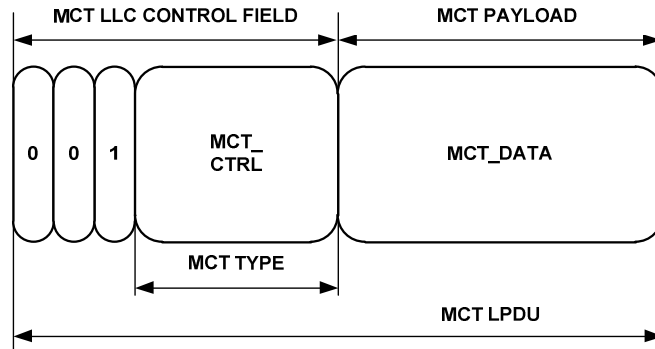 MCT LLC CONTROL FIELD MCT PAYLOAD
0 0 1 MCT_
CTRL MCT_DATA
MCT TYPE
MCT LPDU